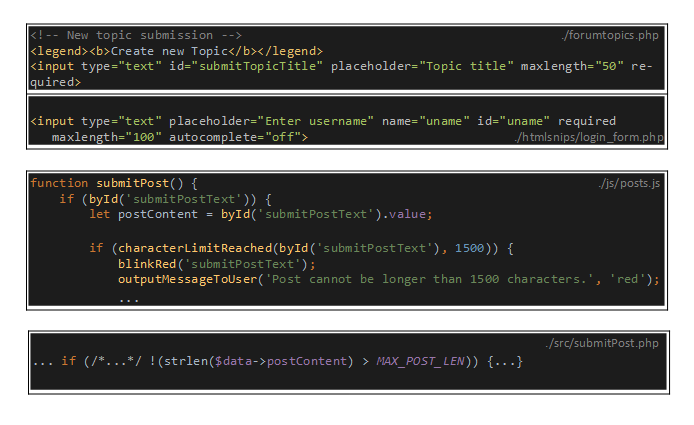 <!-- New topic submission --> ./forumtopics.php
<legend><b>Create new Topic</b></legend>
<input type="text" id="submitTopicTitle" placeholder="Topic title" maxlength="50" re-
quired>
<input type="text" placeholder="Enter username" name="uname" id="uname" required
maxlength="100" autocomplete="off"> ./htmlsnips/login_form.php
function submitPost() { ./js/posts.js
if (byId('submitPostText')) {
let postContent = byId('submitPostText').value;
if (characterLimitReached(byId('submitPostText'), 1500)) {
blinkRed('submitPostText');
outputMessageToUser('Post cannot be longer than 1500 characters.', 'red');
...
./src/submitPost.php
... if (/*...*/ !(strlen($data->postContent) > MAX_POST_LEN)) {...}